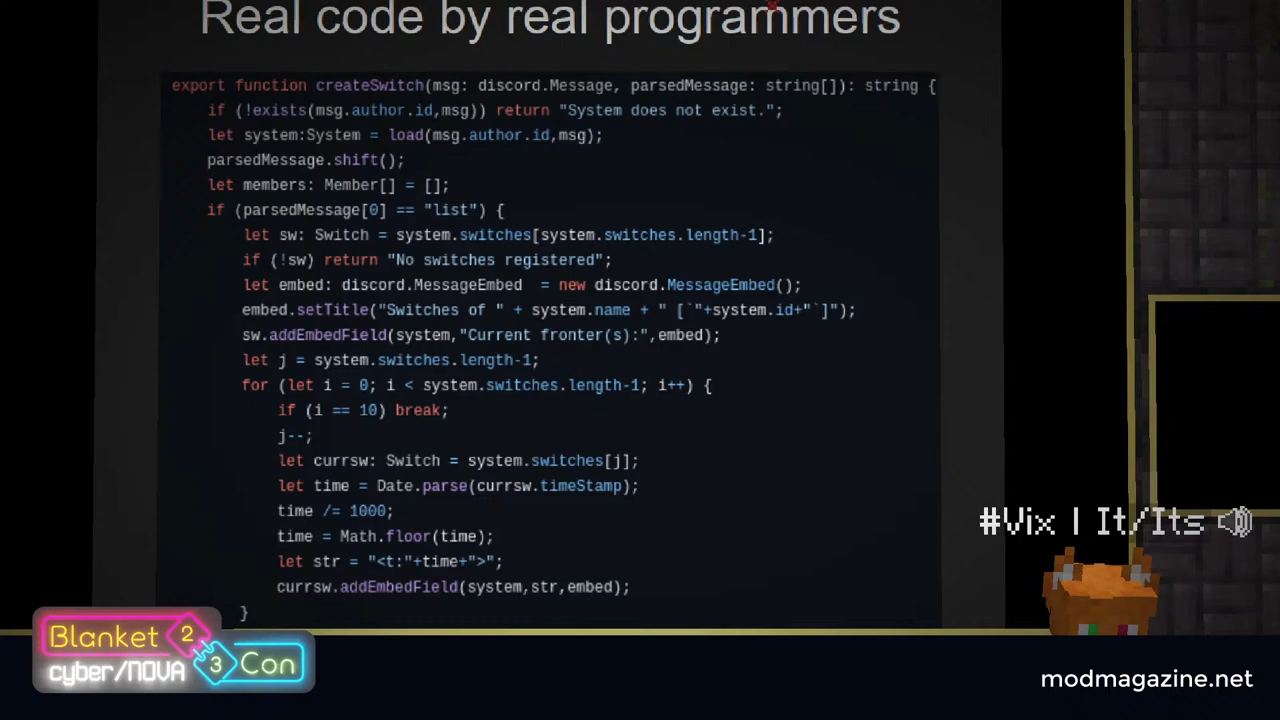 Real code by real programmers
export function createSwitch(msg: discord.Message, parsedMessage: string[]): string {
if (!exists(msg.author.id,msg)) return "System does not exist.";
let system:System = load(msg.author.id,msg);
parsedMessage.shift();
let members: Member[] = [];
if (parsedMessage[0] == "list") {
let sw: Switch = system.switches[system.switches.length-1];
if (!sw) return "No switches registered";
let embed: discord.MessageEmbed  = new discord.MessageEmbed();
embed.setTitle("Switches of " + system.name + " [`"+system.id+"`]");
sw.addEmbedField(system,"Current fronter(s):",embed);
let j = system.switches.length-1;
for (let i = 0; i < system.switches.length-1; i++) {
if (i == 10) break;
j--;
let currsw: Switch = system.switches[j];
let time = Date.parse(currsw.timeStamp);
time /= 1000;
time = Math.floor(time);
let str = "<t:"+time+">";
currsw.addEmbedField(system,str,embed);
}
#Vix | It/Its
Blanket 2
cyber/NOVA 3 Con
modmagazine.net